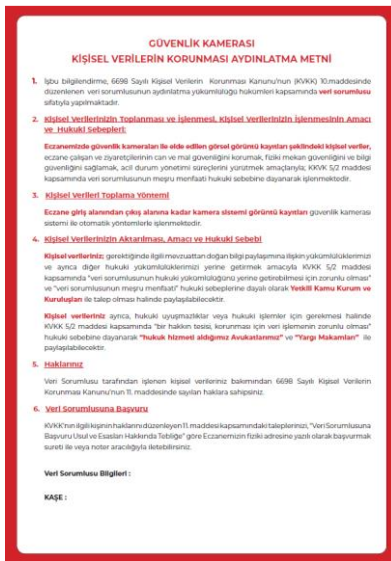 GÜVENLİK KAMERASI
KİŞİSEL VERİLERİN KORUNMASI AYDINLATMA METNİ
1. İşbu bilgilendirme, 6698 Sayılı Kişisel Verilerin Korunması Kanunu'nun (KVKK) 10.maddesinde
düzenlenen veri sorumlusunun aydınlatma yükümlülüğü hükümleri kapsamında veri sorumlusu
sıfatıyla yapılmaktadır.
2. Kişisel Verilerinizin Toplanması ve İşlenmesi, Kişisel Verilerinizin İşlenmesinin Amacı
ve Hukuki Sebepleri:
Eczanemizde güvenlik kameraları ile elde edilen görsel görüntü kayıtları şeklindeki kişisel veriler,
eczane çalışan ve ziyaretçilerinin can ve mal güvenliğini korumak, fiziki mekan güvenliğini ve bilgi
güvenliğini sağlamak, acil durum yönetimi süreçlerini yürütmek amaçlarıyla; KKVK 5/2 maddesi
kapsamında veri sorumlusunun meşru menfaati hukuki sebebine dayanarak işlenmektedir.
3. Kişisel Verileri Toplama Yöntemi
Eczane giriş alanından çıkış alanına kadar kamera sistemi görüntü kayıtları güvenlik kamerası
sistemi ile otomatik yöntemlerle işlenmektedir.
4. Kişisel Verilerinizin Aktarılması, Amacı ve Hukuki Sebebi
Kişisel verileriniz; gerektiğinde ilgili mevzuattan doğan bilgi paylaşımına ilişkin yükümlülüklerimizi
ve ayrıca diğer hukuki yükümlülüklerimizi yerine getirmek amacıyla KVKK 5/2 maddesi
kapsamında "veri sorumlusunun hukuki yükümlülüğünü yerine getirebilmesi için zorunlu olması"
ve "veri sorumlusunun meşru menfaati" hukuki sebeplerine dayalı olarak Yetkili Kamu Kurum ve
Kuruluşları ile talep olması halinde paylaşılabilecektir.
Kişisel verileriniz ayrıca, hukuki uyuşmazlıklar veya hukuki işlemler için gerekmesi halinde
KVKK 5/2 maddesi kapsamında "bir hakkın tesisi, korunması için veri işlemenin zorunlu olması"
hukuki sebebine dayanarak "hukuk hizmeti aldığımız Avukatlarımız" ve "Yargı Makamları" ile
paylaşılabilecektir.
5. Haklarınız
Veri Sorumlusu tarafından işlenen kişisel verileriniz bakımından 6698 Sayılı Kişisel Verilerin
Korunması Kanunu'nun 11. maddesinde sayılan haklara sahipsiniz.
6. Veri Sorumlusuna Başvuru
KVKK'nın ilgili kişinin haklarını düzenleyen 11. maddesi kapsamındaki taleplerinizi, "Veri Sorumlusuna
Başvuru Usul ve Esasları Hakkında Tebliğe" göre Eczanemizin fiziki adresine yazılı olarak başvurmak
sureti ile veya noter aracılığıyla iletebilirsiniz.
Veri Sorumlusu Bilgileri :
KAŞE :